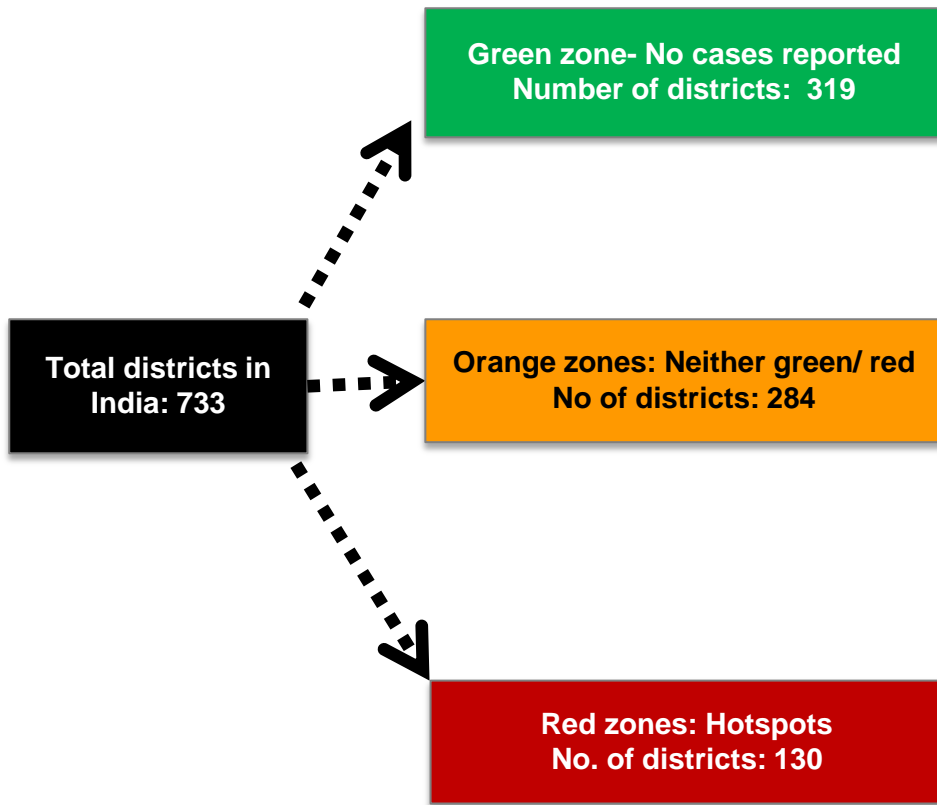 Green zone- No cases reported
Number of districts: 319
Total districts in
India: 733
Orange zones: Neither green/ red
No of districts: 284
Red zones: Hotspots
No. of districts: 130